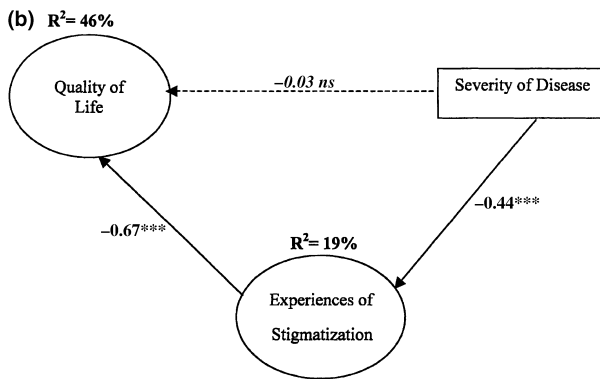 (b)
R²= 46%
Quality of
Life
–0.03 ns
Severity of Disease
–0.67***
–0.44***
R²= 19%
Experiences of
Stigmatization